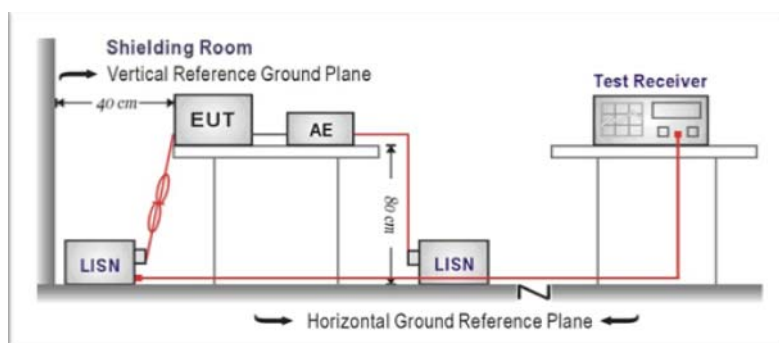 Shielding Room
Vertical Reference Ground Plane
40 cm
EUT
AE
Test Receiver
80 cm
LISN
LISN
Horizontal Ground Reference Plane